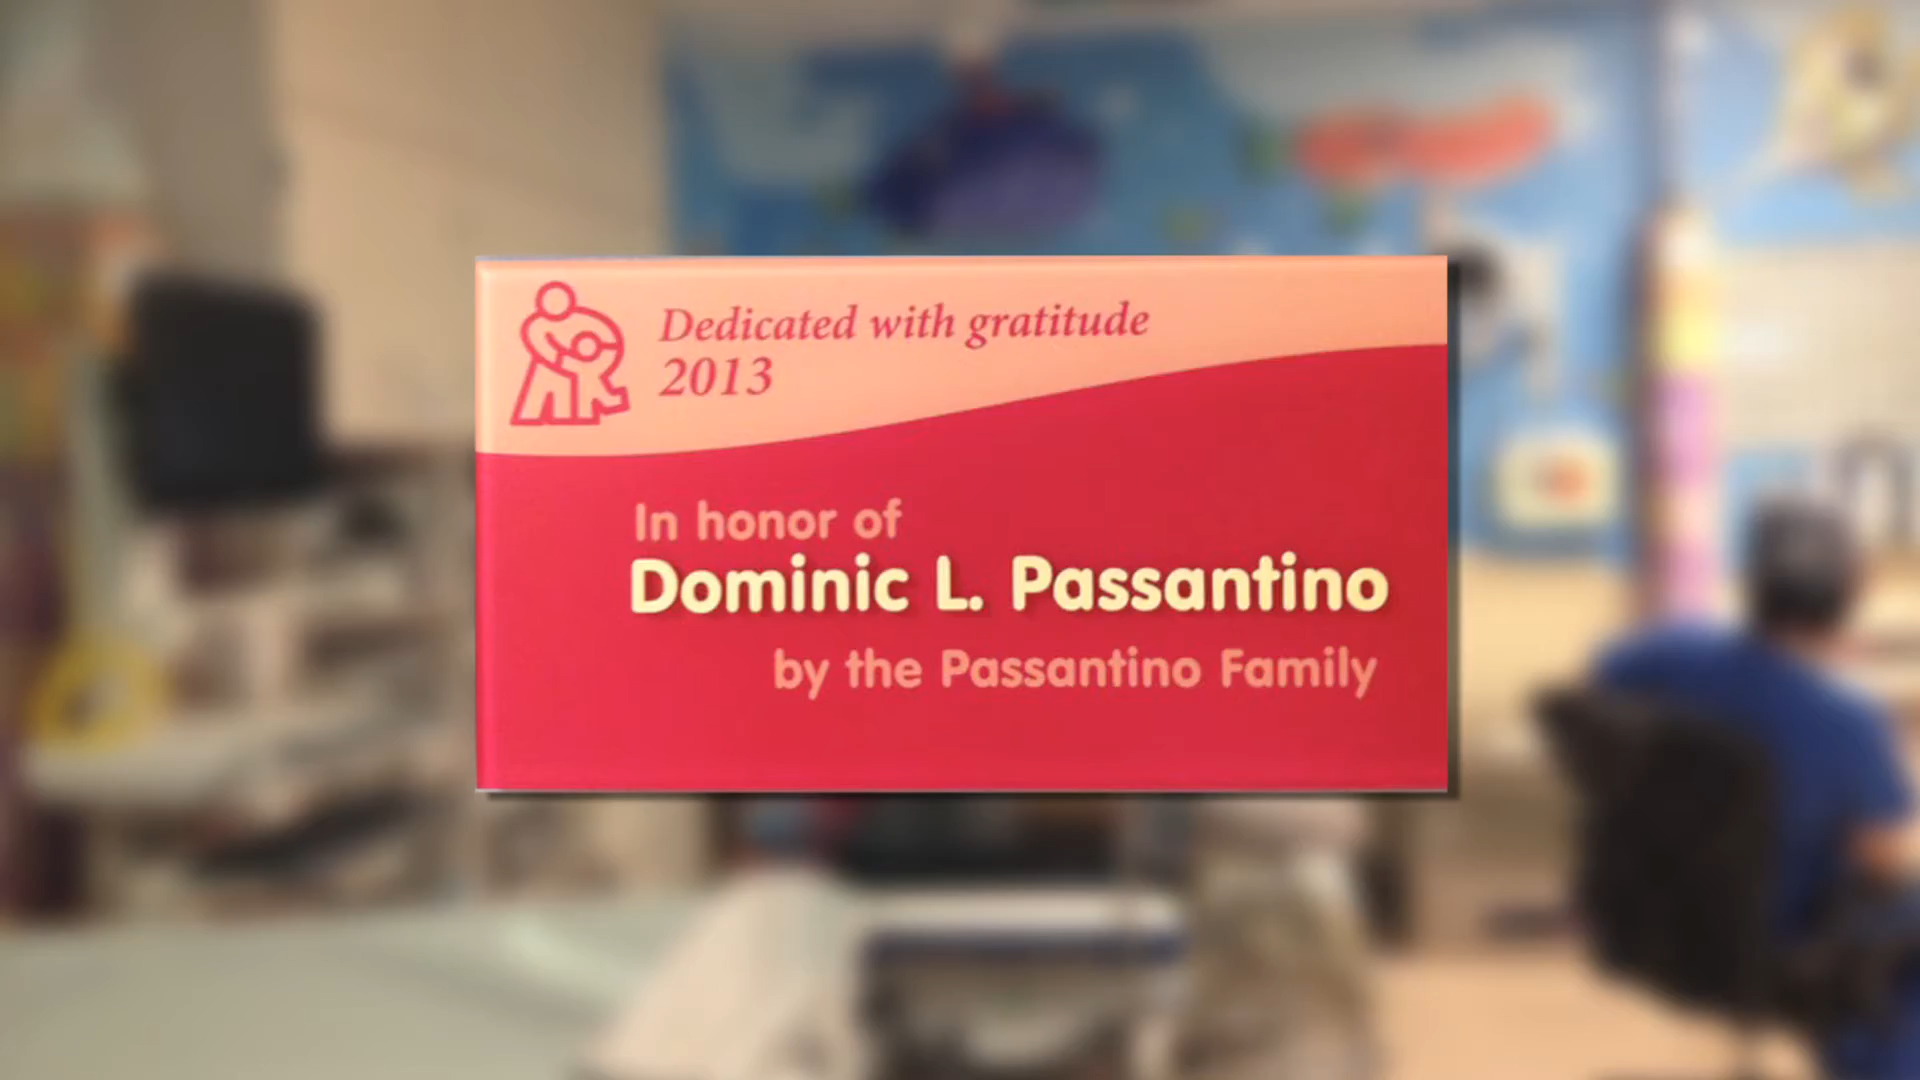 Dedicated with gratitude
2013
In honor of
Dominic L. Passantino
by the Passantino Family